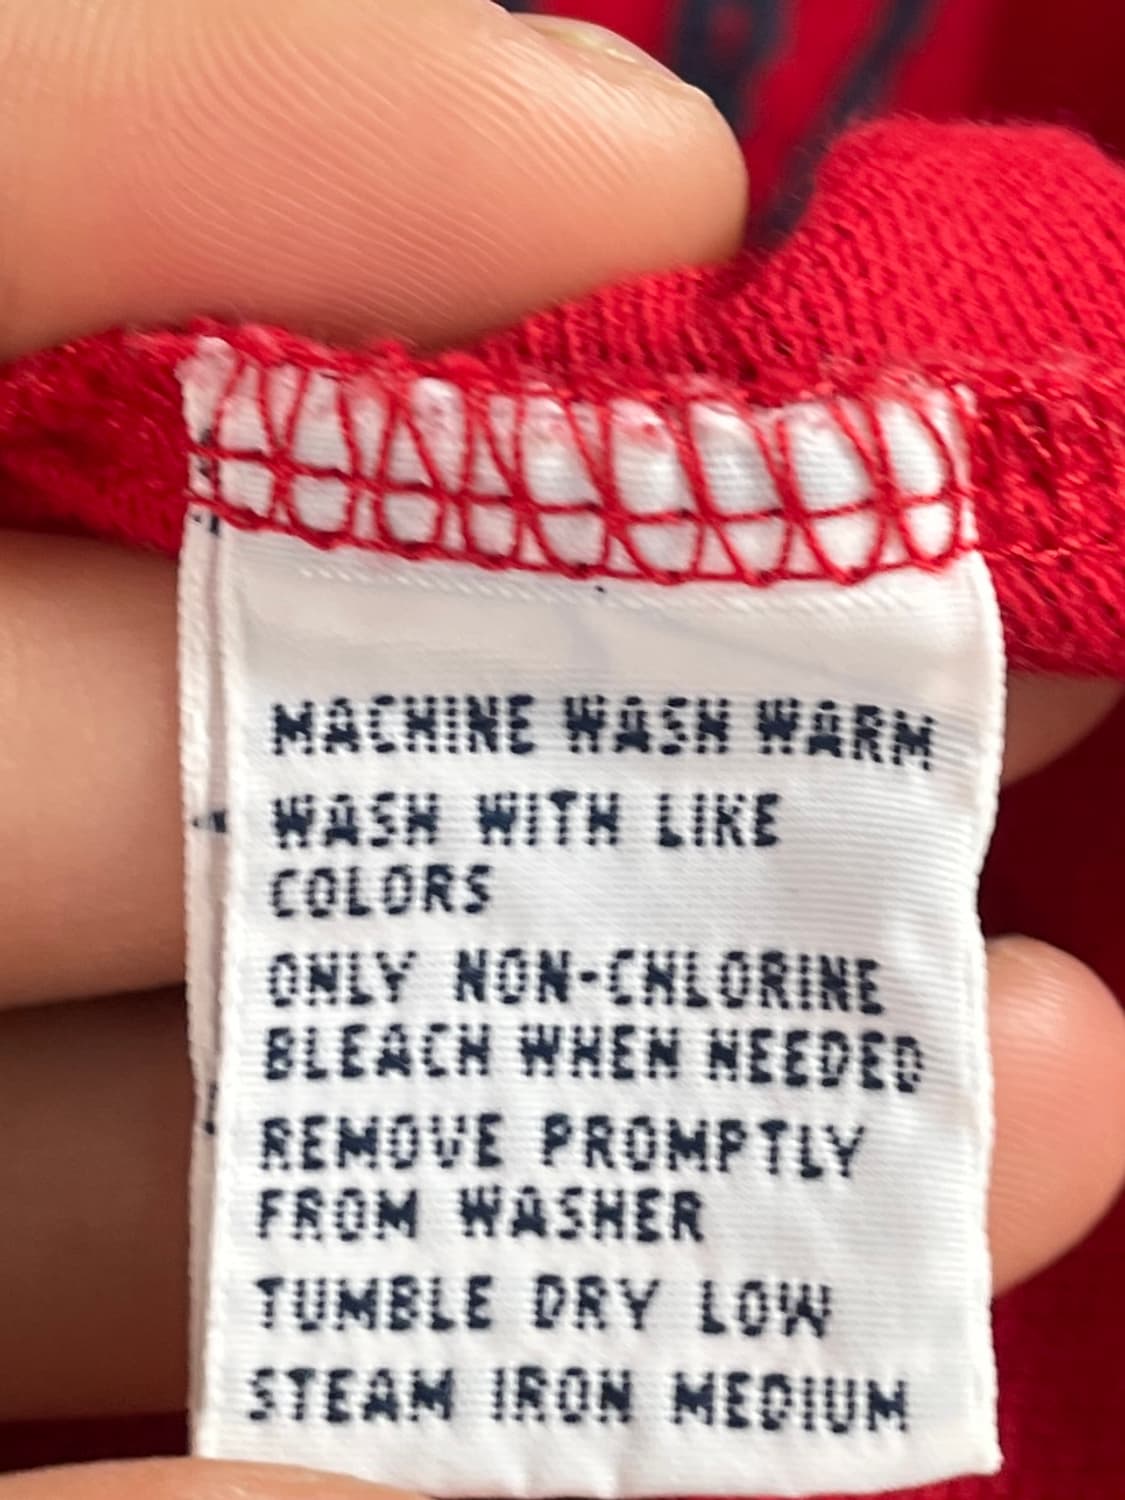 MACHINE WASH WARM
WASH WITH LIKE
COLORS
ONLY NON-CHLORINE
BLEACH WHEN NEEDED
REMOVE PROMPTLY
FROM WASHER
TUMBLE DRY LOW
STEAM IRON MEDIUM